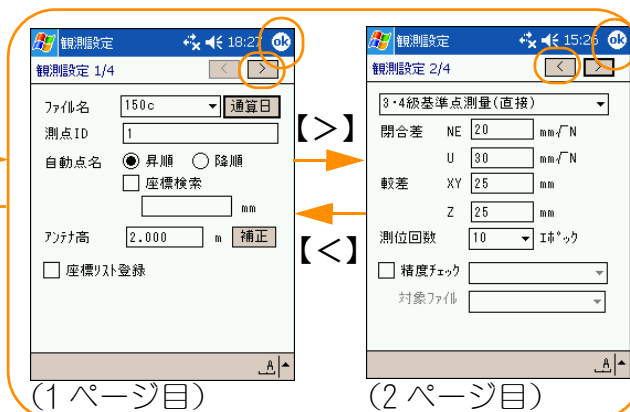 観測設定 18:27 ok
観測設定 1/4 < >
ファイル名 150c 通算日
測点ID 1
自動点名 昇順 降順
座標検索
mm
アンテナ高 2.000 m 補正
座標リスト登録
A
(1ページ目)
【>】
【<】
観測設定 15:26 ok
観測設定 2/4 < >
3・4級基準点測量(直接)
閉合差 NE 20 mm√N
U 30 mm√N
較差 XY 25 mm
Z 25 mm
測位回数 10 エポック
精度チェック
対象ファイル
A
(2ページ目)